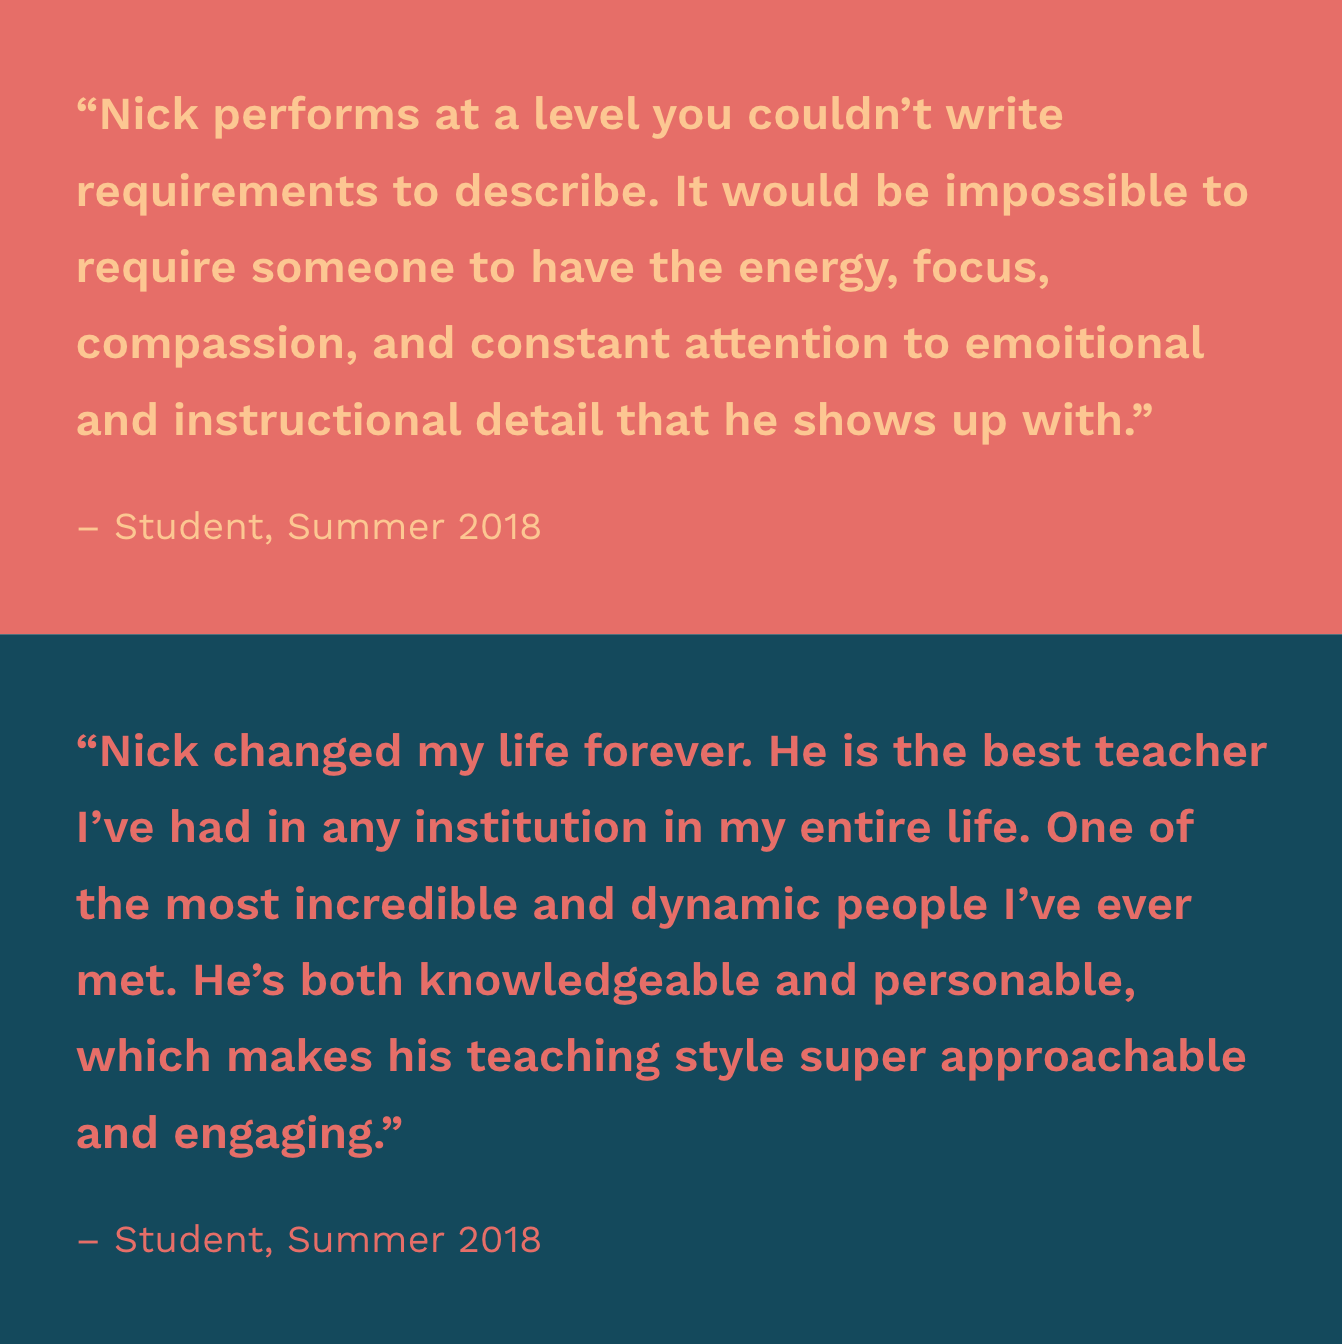 “Nick performs at a level you couldn’t write
requirements to describe. It would be impossible to
require someone to have the energy, focus,
compassion, and constant attention to emoitional
and instructional detail that he shows up with.”
– Student, Summer 2018
“Nick changed my life forever. He is the best teacher
I’ve had in any institution in my entire life. One of
the most incredible and dynamic people I’ve ever
met. He’s both knowledgeable and personable,
which makes his teaching style super approachable
and engaging.”
– Student, Summer 2018